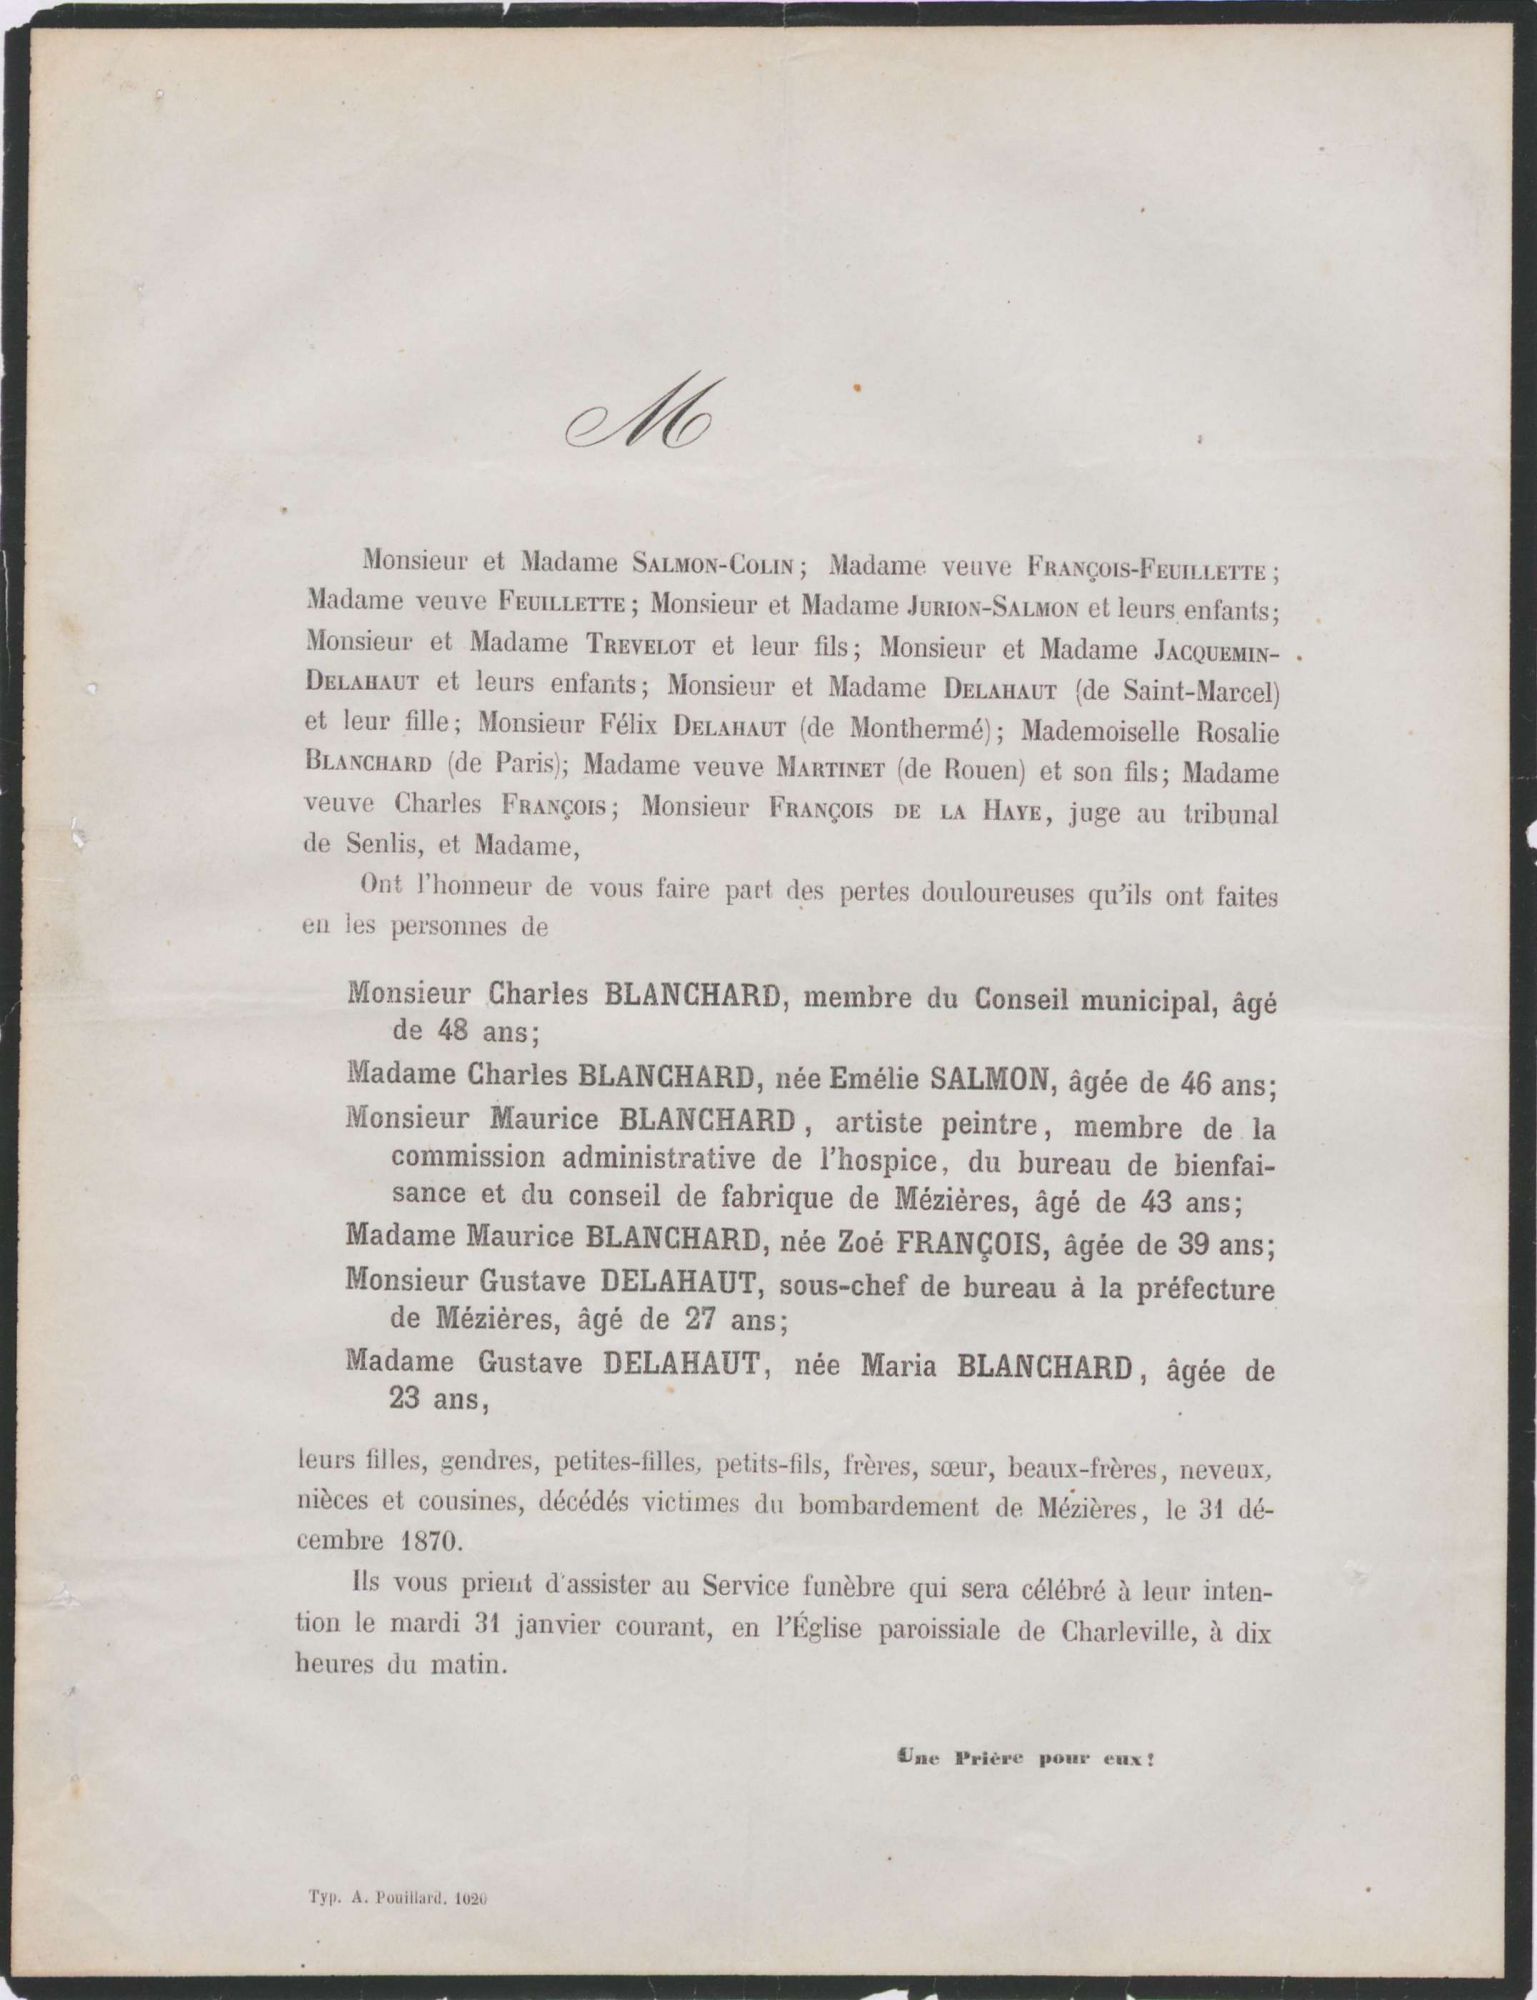 M
Monsieur et Madame SALMON-COLIN; Madame veuve FRANÇOIS-FEUILLETTE;
Madame veuve FEUILLETTE; Monsieur et Madame JURION-SALMON et leurs enfants;
Monsieur et Madame TREVELOT et leur fils; Monsieur et Madame JACQUEMIN-
DELAHAUT et leurs enfants; Monsieur et Madame DELAHAUT (de Saint-Marcel)
et leur fille; Monsieur Félix DELAHAUT (de Monthermé); Mademoiselle Rosalie
BLANCHARD (de Paris); Madame veuve MARTINET (de Rouen) et son fils; Madame
veuve Charles FRANÇOIS; Monsieur FRANÇOIS DE LA HAYE, juge au tribunal
de Senlis, et Madame,
Ont l'honneur de vous faire part des pertes douloureuses qu'ils ont faites
en les personnes de
Monsieur Charles BLANCHARD, membre du Conseil municipal, âgé
de 48 ans;
Madame Charles BLANCHARD, née Emélie SALMON, âgée de 46 ans;
Monsieur Maurice BLANCHARD, artiste peintre, membre de la
commission administrative de l'hospice, du bureau de bienfai-
sance et du conseil de fabrique de Mézières, âgé de 43 ans;
Madame Maurice BLANCHARD, née Zoé FRANÇOIS, âgée de 39 ans;
Monsieur Gustave DELAHAUT, sous-chef de bureau à la préfecture
de Mézières, âgé de 27 ans;
Madame Gustave DELAHAUT, née Maria BLANCHARD, âgée de
23 ans,
leurs filles, gendres, petites-filles, petits-fils, frères, sœur, beaux-frères, neveux,
nièces et cousines, décédés victimes du bombardement de Mézières, le 31 dé-
cembre 1870.
Ils vous prient d'assister au Service funèbre qui sera célébré à leur inten-
tion le mardi 31 janvier courant, en l'Église paroissiale de Charleville, à dix
heures du matin.
Une Prière pour eux!
Typ. A. Pouillard. 1020